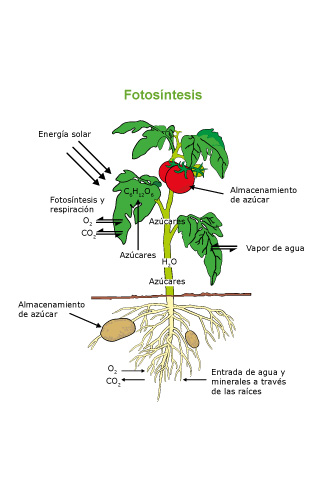 Fotosíntesis
Energía solar
C6H12O6
Almacenamiento
de azúcar
Fotosíntesis y
respiración
O2
CO2
Azúcares
Azúcares
Vapor de agua
H2O
Azúcares
Almacenamiento
de azúcar
O2
CO2
Entrada de agua y
minerales a través
de las raíces